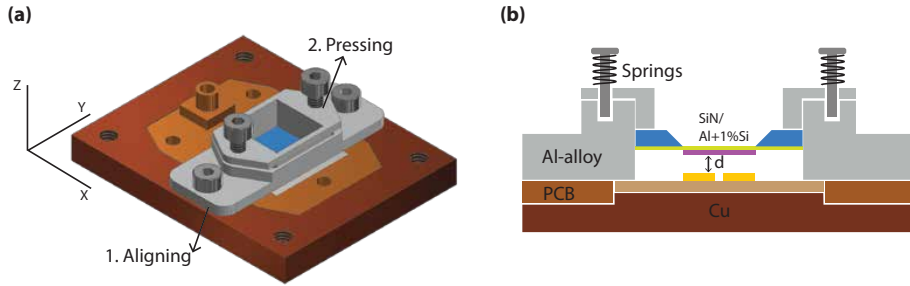 (a)
2. Pressing
Z
Y
X
1. Aligning
(b)
Springs
SiN/
Al+1%Si
Al-alloy
d
PCB
Cu